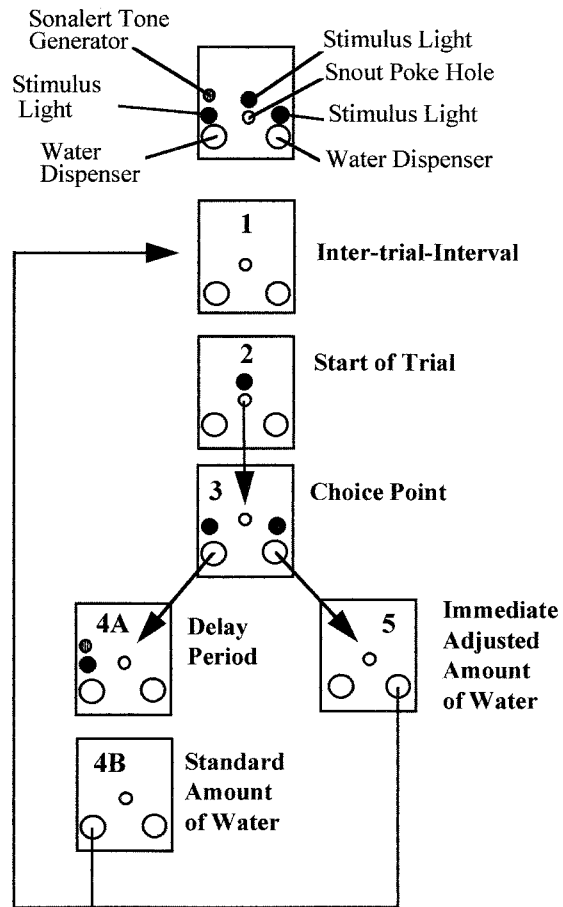 Sonalert Tone
Generator
Stimulus Light
Snout Poke Hole
Stimulus
Light
Stimulus Light
Water
Dispenser
Water Dispenser
1
Inter-trial-Interval
2
Start of Trial
3
Choice Point
4A
Delay
Period
5
Immediate
Adjusted
Amount
of Water
4B
Standard
Amount
of Water